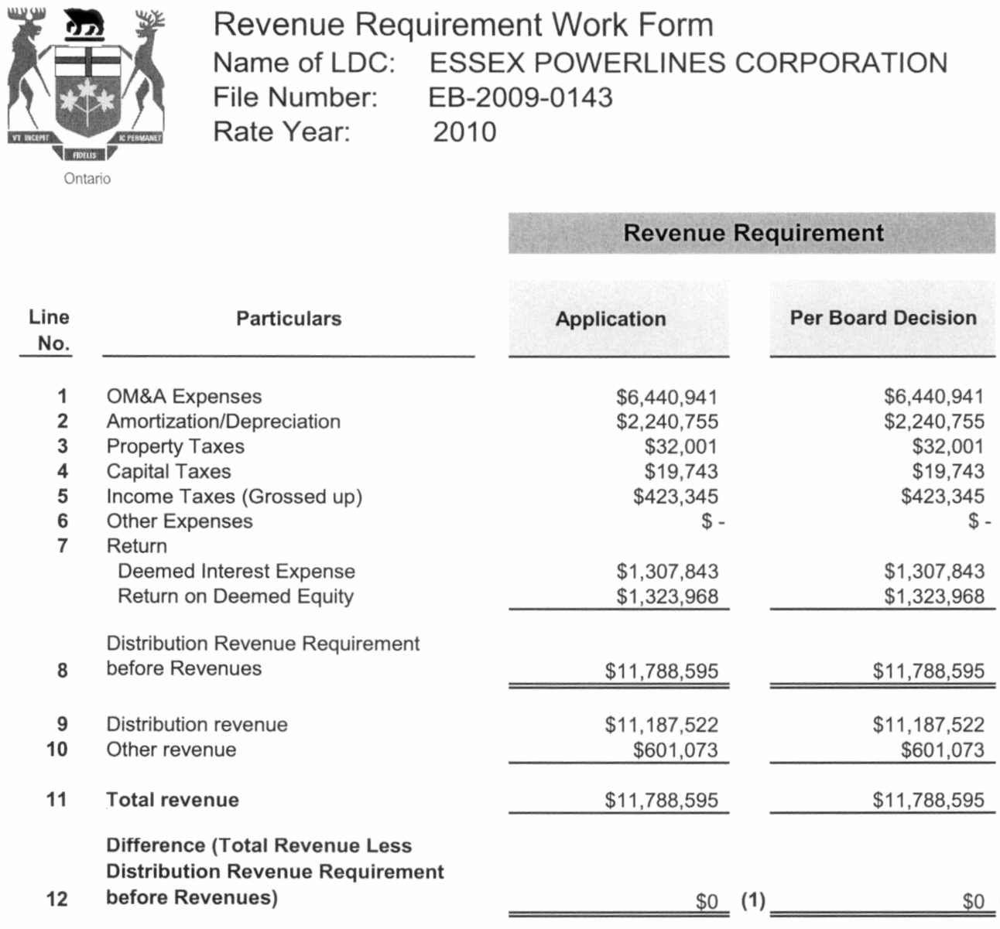 Revenue Requirement Work Form
Name of LDC: ESSEX POWERLINES CORPORATION
File Number: EB-2009-0143
Rate Year: 2010
VT INCEPIT IC PERMANET
FIDELIS
Ontario
Revenue Requirement
Line No. Particulars Application Per Board Decision
1 OM&A Expenses $6,440,941 $6,440,941
2 Amortization/Depreciation $2,240,755 $2,240,755
3 Property Taxes $32,001 $32,001
4 Capital Taxes $19,743 $19,743
5 Income Taxes (Grossed up) $423,345 $423,345
6 Other Expenses $ - $ -
7 Return
Deemed Interest Expense $1,307,843 $1,307,843
Return on Deemed Equity $1,323,968 $1,323,968
Distribution Revenue Requirement
8 before Revenues $11,788,595 $11,788,595
9 Distribution revenue $11,187,522 $11,187,522
10 Other revenue $601,073 $601,073
11 Total revenue $11,788,595 $11,788,595
Difference (Total Revenue Less
Distribution Revenue Requirement
12 before Revenues) $0 (1) $0